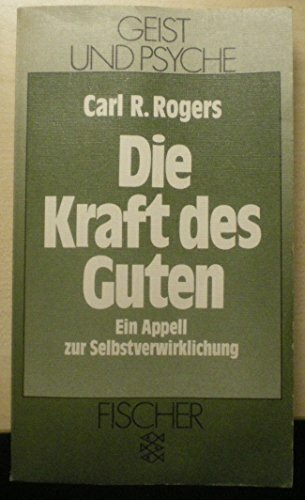 GEIST
UND PSYCHE
Carl R. Rogers
Die
Kraft des
Guten
Ein Appell
zur Selbstverwirklichung
FISCHER